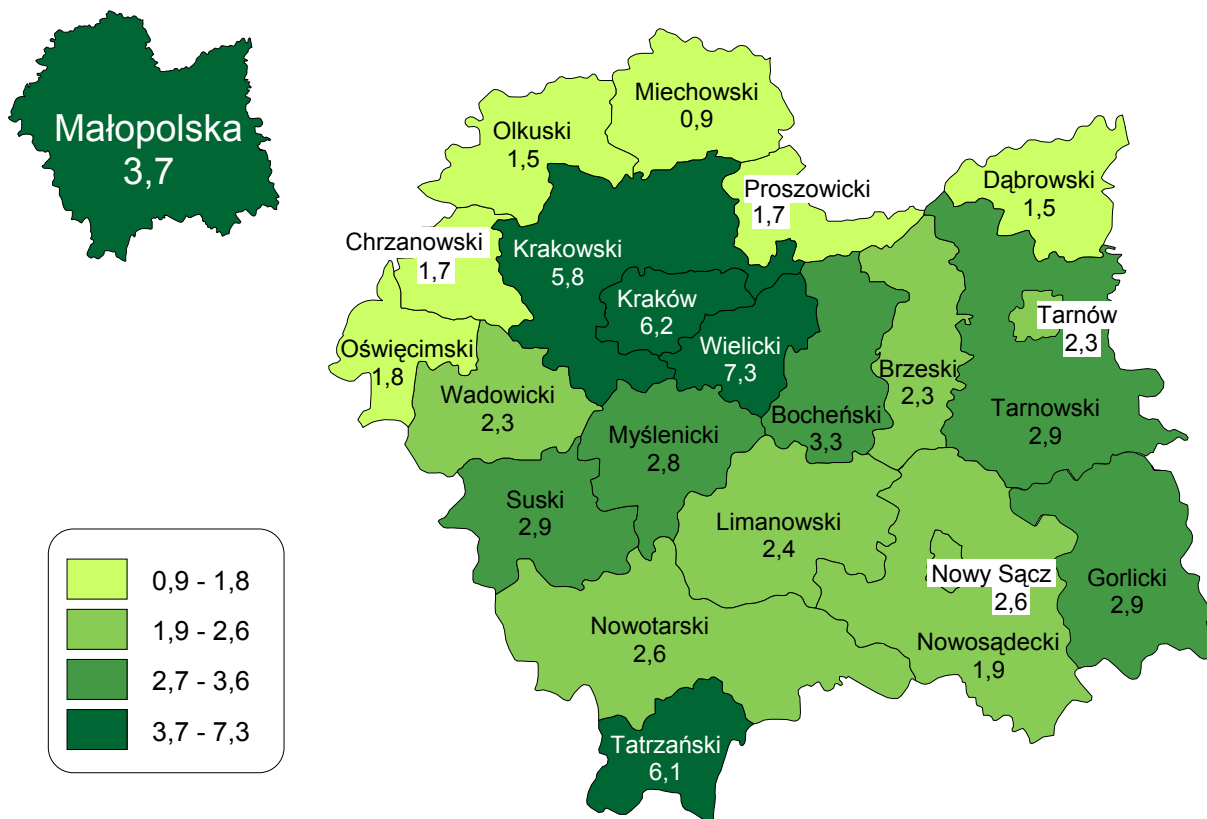 Małopolska
3,7
Miechowski
0,9
Olkuski
1,5
Proszowicki
1,7
Dąbrowski
1,5
Chrzanowski
1,7
Krakowski
5,8
Kraków
6,2
Tarnów
2,3
Oświęcimski
1,8
Wielicki
7,3
Brzeski
2,3
Wadowicki
2,3
Bocheński
3,3
Tarnowski
2,9
Myślenicki
2,8
Suski
2,9
Limanowski
2,4
Nowy Sącz
2,6
Gorlicki
2,9
Nowotarski
2,6
Nowosądecki
1,9
Tatrzański
6,1
0,9 - 1,8
1,9 - 2,6
2,7 - 3,6
3,7 - 7,3